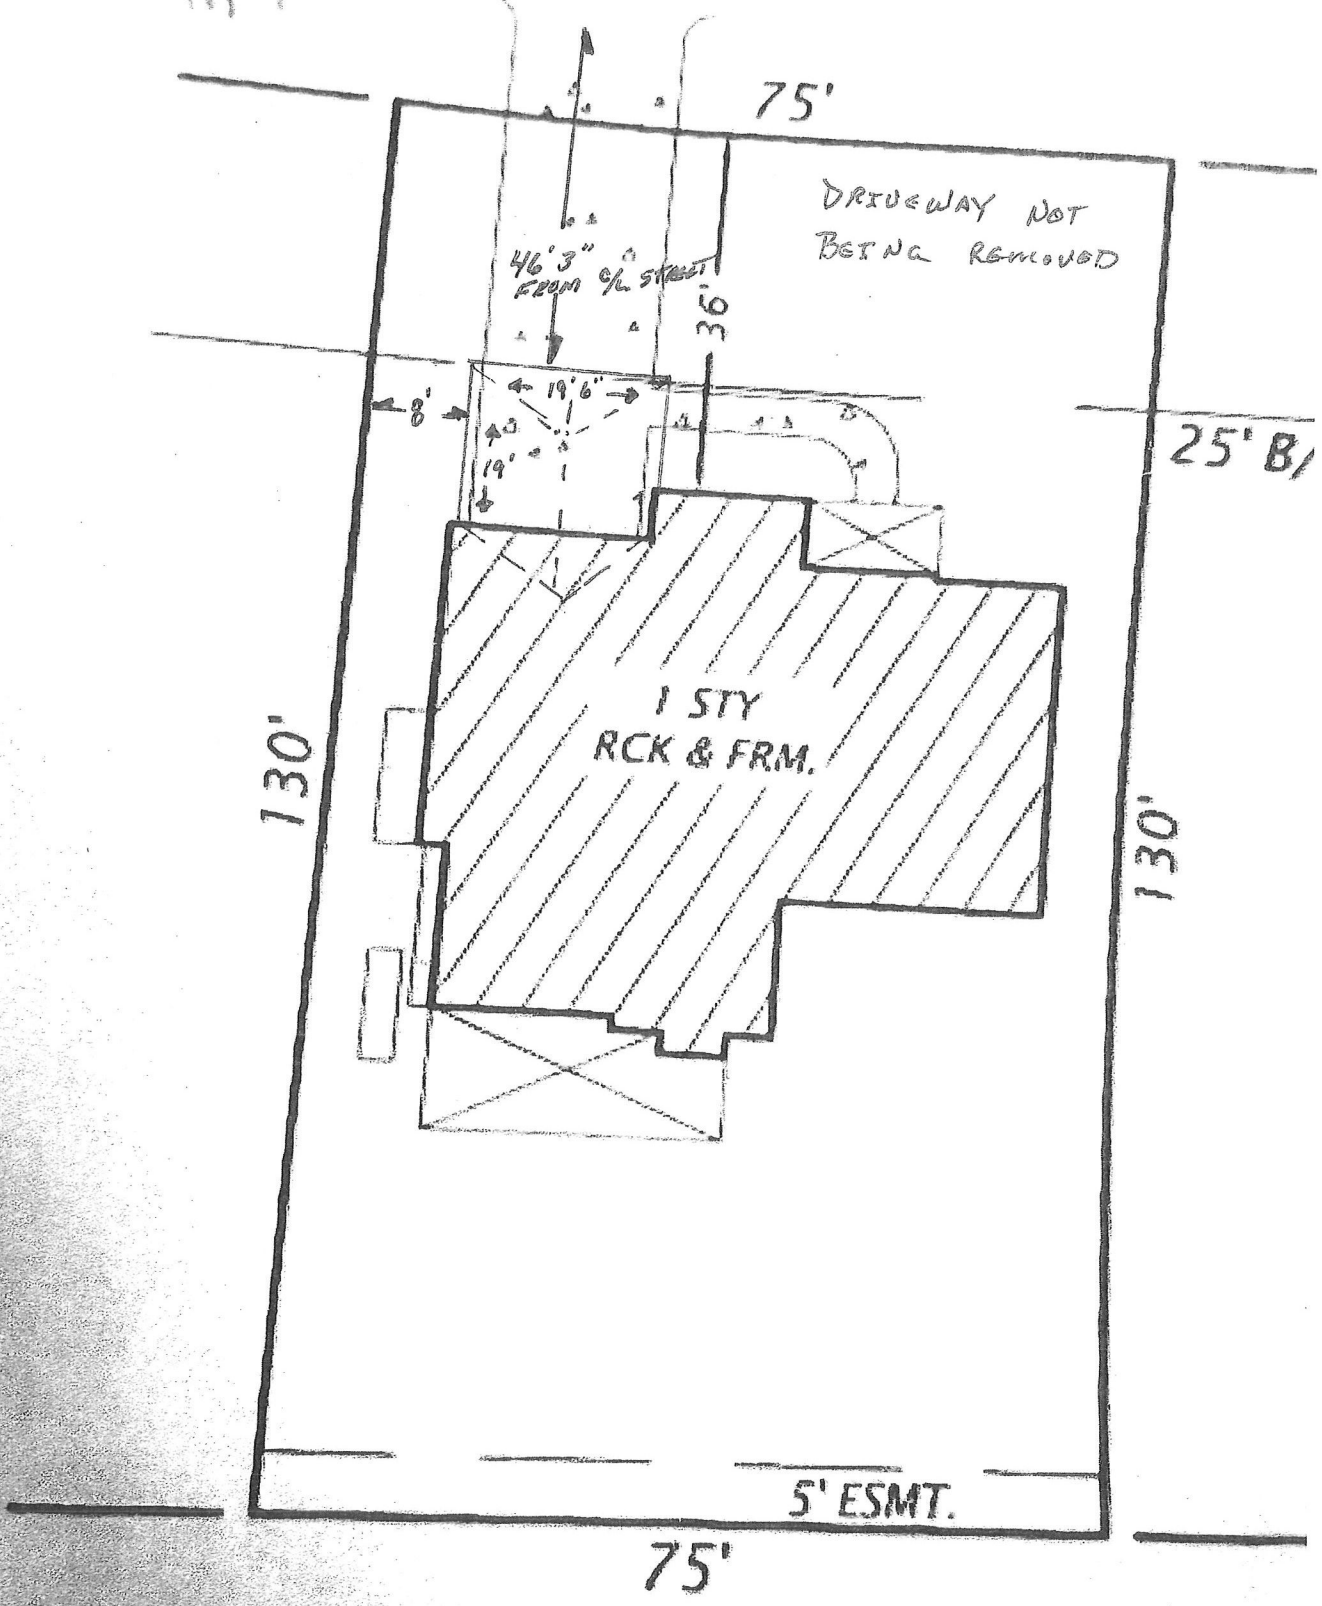 75'
DRIVEWAY NOT
BEING REMOVED
46'3"
FROM C/L STREET
36'
19'6"
8'
19'
25' B/
1 STY
RCK & FRM.
130'
130'
5' ESMT.
75'